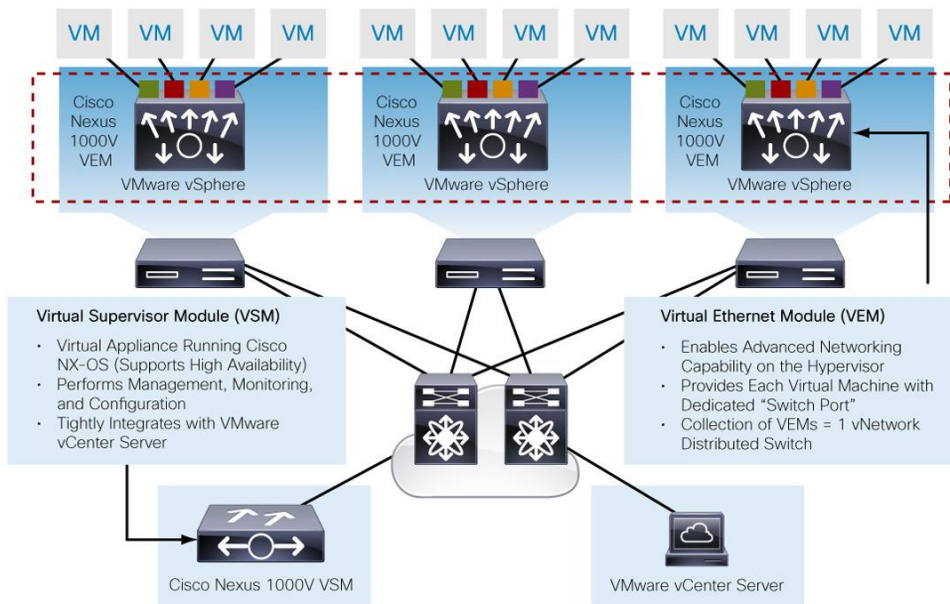 VM VM VM VM VM VM VM VM VM VM VM VM
Cisco
Nexus
1000V
VEM
VMware vSphere
Cisco
Nexus
1000V
VEM
VMware vSphere
Cisco
Nexus
1000V
VEM
VMware vSphere
Virtual Supervisor Module (VSM)
• Virtual Appliance Running Cisco
NX-OS (Supports High Availability)
• Performs Management, Monitoring,
and Configuration
• Tightly Integrates with VMware
vCenter Server
Virtual Ethernet Module (VEM)
• Enables Advanced Networking
Capability on the Hypervisor
• Provides Each Virtual Machine with
Dedicated “Switch Port”
• Collection of VEMs = 1 vNetwork
Distributed Switch
Cisco Nexus 1000V VSM
VMware vCenter Server